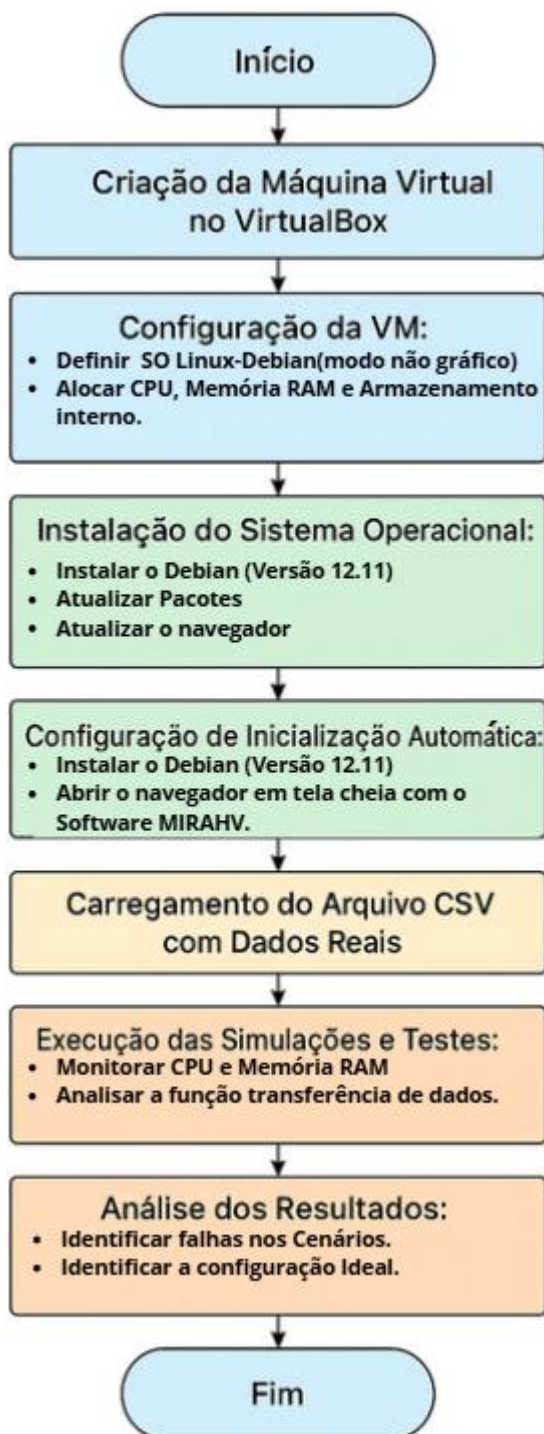 Início
Criação da Máquina Virtual
no VirtualBox
Configuração da VM:
• Definir SO Linux-Debian(modo não gráfico)
• Alocar CPU, Memória RAM e Armazenamento
interno.
Instalação do Sistema Operacional:
• Instalar o Debian (Versão 12.11)
• Atualizar Pacotes
• Atualizar o navegador
Configuração de Inicialização Automática:
• Instalar o Debian (Versão 12.11)
• Abrir o navegador em tela cheia com o
Software MIRAHV.
Carregamento do Arquivo CSV
com Dados Reais
Execução das Simulações e Testes:
• Monitorar CPU e Memória RAM
• Analisar a função transferência de dados.
Análise dos Resultados:
• Identificar falhas nos Cenários.
• Identificar a configuração Ideal.
Fim